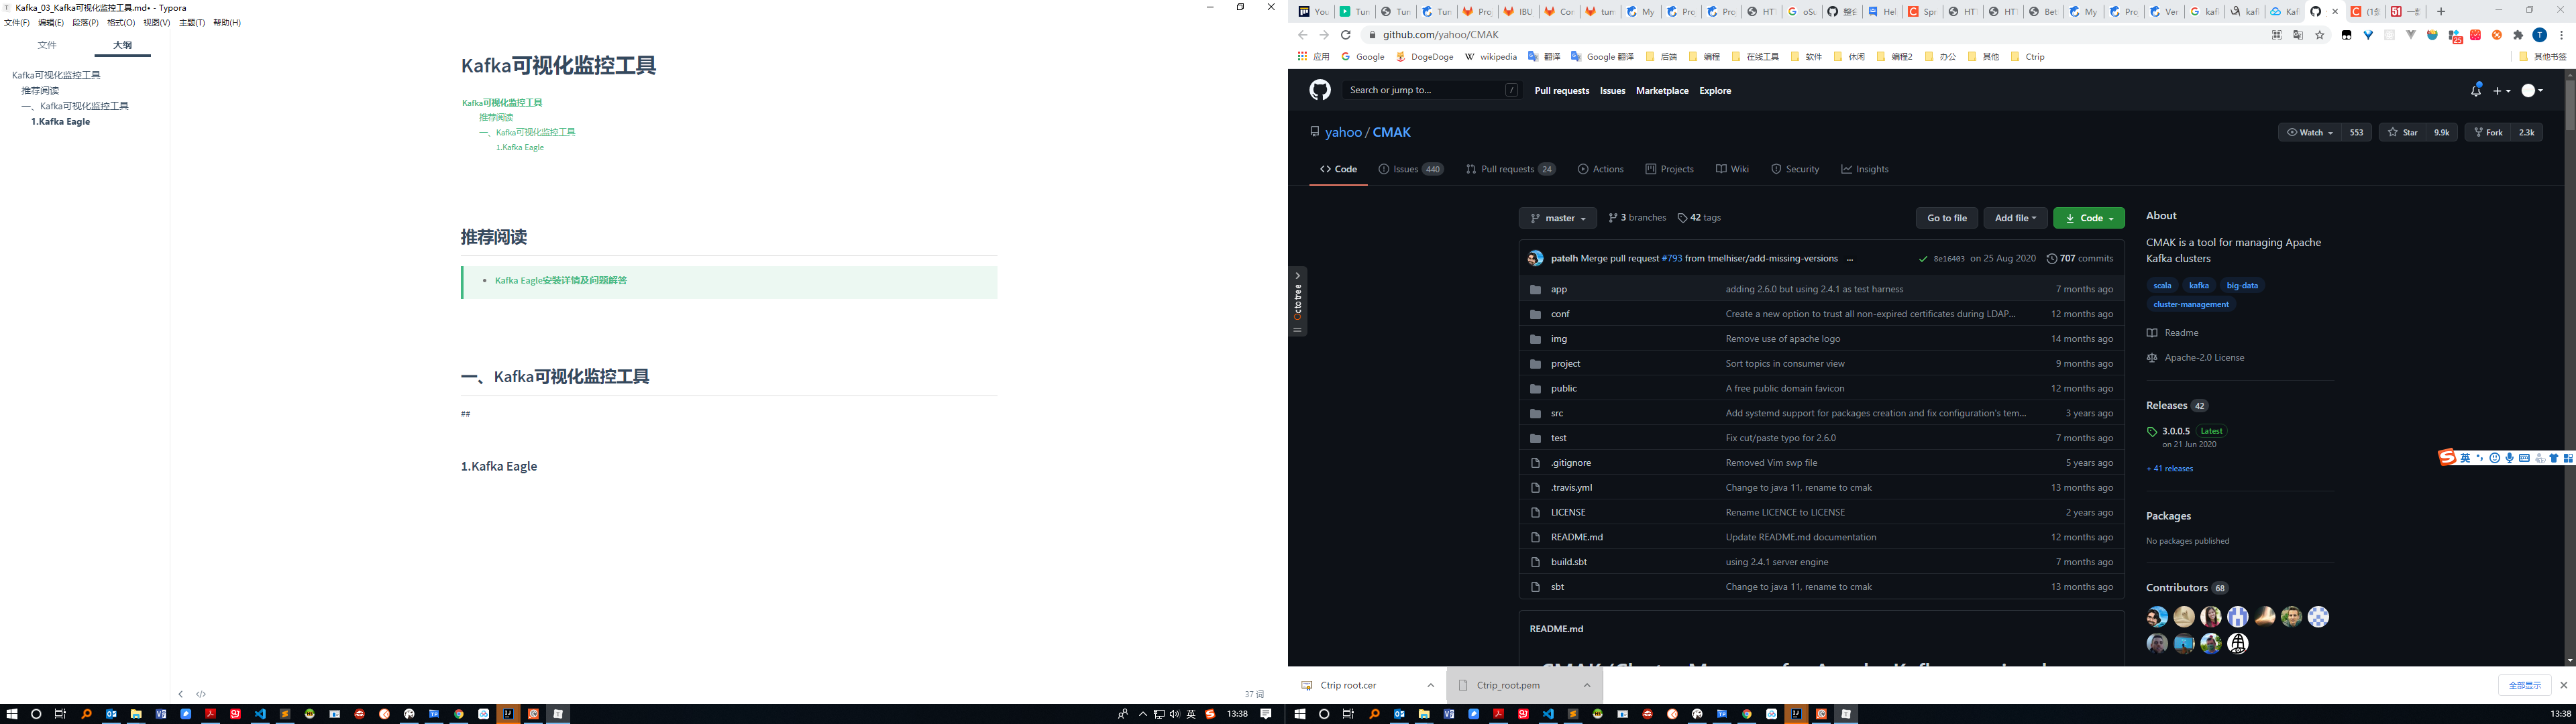 Kafka_03_Kafka可视化监控工具.md• - Typora
文件(F) 编辑(E) 段落(P) 格式(O) 视图(V) 主题(T) 帮助(H)
文件 大纲
Kafka可视化监控工具
推荐阅读
一、Kafka可视化监控工具
1.Kafka Eagle
Kafka可视化监控工具
Kafka可视化监控工具
推荐阅读
一、Kafka可视化监控工具
1.Kafka Eagle
推荐阅读
Kafka Eagle安装详情及问题解答
一、Kafka可视化监控工具
##
1.Kafka Eagle
37 词
英 13:38
github.com/yahoo/CMAK
应用 Google DogeDoge wikipedia 翻译 Google 翻译 后端 编程 在线工具 软件 休闲 编程2 办公 其他 Ctrip 其他书签
Search or jump to... / Pull requests Issues Marketplace Explore
yahoo / CMAK
Watch 553 Star 9.9k Fork 2.3k
Code Issues 440 Pull requests 24 Actions Projects Wiki Security Insights
master 3 branches 42 tags Go to file Add file Code
patelh Merge pull request #793 from tmelhiser/add-missing-versions ... 8e16403 on 25 Aug 2020 707 commits
app adding 2.6.0 but using 2.4.1 as test harness 7 months ago
conf Create a new option to trust all non-expired certificates during LDAP... 12 months ago
img Remove use of apache logo 14 months ago
project Sort topics in consumer view 9 months ago
public A free public domain favicon 12 months ago
src Add systemd support for packages creation and fix configuration's tem... 3 years ago
test Fix cut/paste typo for 2.6.0 7 months ago
.gitignore Removed Vim swp file 5 years ago
.travis.yml Change to java 11, rename to cmak 13 months ago
LICENSE Rename LICENCE to LICENSE 2 years ago
README.md Update README.md documentation 12 months ago
build.sbt using 2.4.1 server engine 7 months ago
sbt Change to java 11, rename to cmak 13 months ago
README.md
About
CMAK is a tool for managing Apache
Kafka clusters
scala kafka big-data
cluster-management
Readme
Apache-2.0 License
Releases 42
3.0.0.5 Latest
on 21 Jun 2020
+ 41 releases
Packages
No packages published
Contributors 68
英
Octotree
Ctrip root.cer Ctrip_root.pem 全部显示
13:38